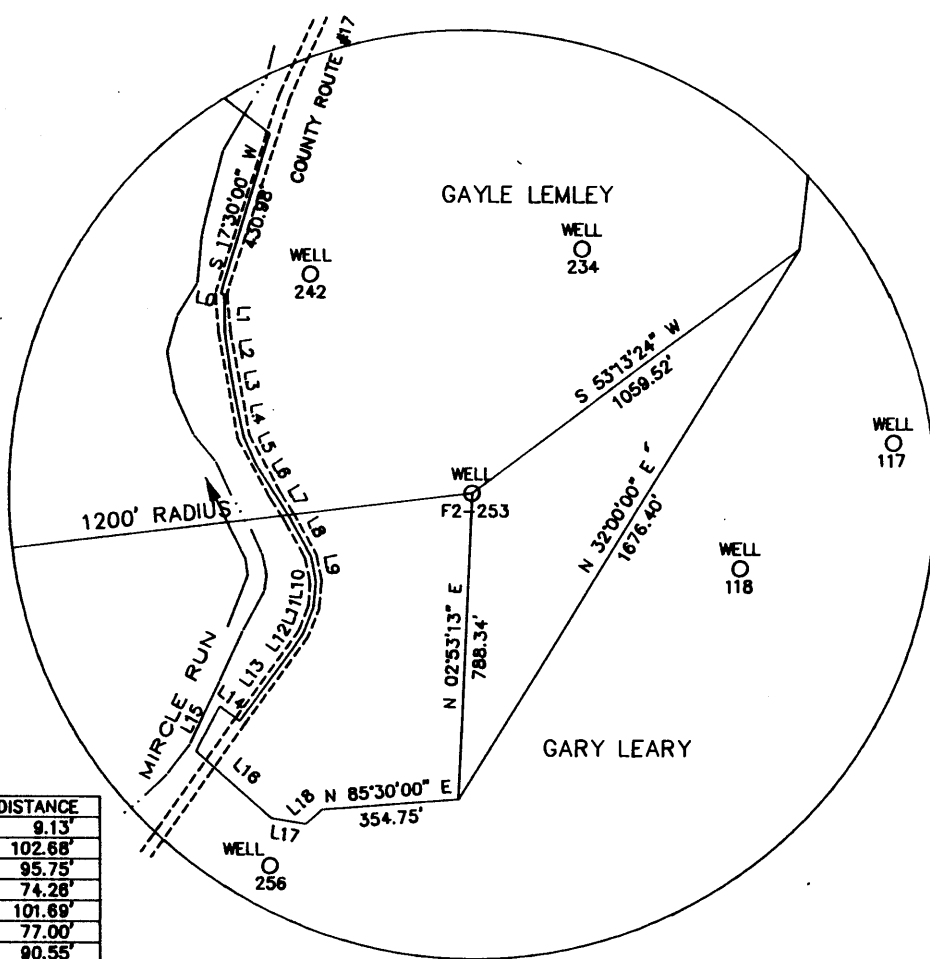 COUNTY ROUTE #17
GAYLE LEMLEY
S 17°30'00" W
430.98'
WELL
242
WELL
234
L0
L1
L2
L3
L4
L5
L6
L7
L8
L9
L10
L11
L12
L13
L14
L15
L16
L17
L18
S 53°13'24" W
1059.52'
WELL
117
WELL
F2-253
1200' RADIUS
N 32°00'00" E
1676.40'
WELL
118
N 02°53'13" E
788.34'
MIRCLE RUN
GARY LEARY
N 85°30'00" E
354.75'
WELL
256
DISTANCE
9.13'
102.68'
95.75'
74.26'
101.69'
77.00'
90.55'